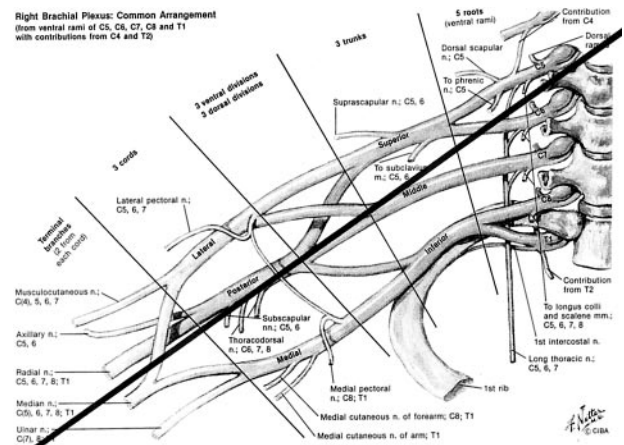 Right Brachial Plexus: Common Arrangement
(from ventral rami of C5, C6, C7, C8 and T1
with contributions from C4 and T2)
5 roots
(ventral rami)
Contribution
from C4
3 trunks
Dorsal
Dorsal scapular
n.; C5
To phrenic
n.; C5
3 ventral divisions
3 dorsal divisions
Suprascapular n.; C5, 6
Superior
To subclavius
m.; C5, 6
C7
3 cords
Middle
Lateral pectoral n.;
C5, 6, 7
Terminal
branches
(2 from
each cord)
Lateral
Inferior
Posterior
Musculocutaneous n.;
C(4), 5, 6, 7
Contribution
from T2
Axillary n.;
C5, 6
Subscapular
nn.; C5, 6
To longus colli
and scalene mm.;
C5, 6, 7, 8
Thoracodorsal
n.; C6, 7, 8
1st intercostal n.
Radial n.;
C5, 6, 7, 8; T1
Medial
Long thoracic n.;
C5, 6, 7
Medial pectoral
n.; C8; T1
1st rib
Median n.;
C(5), 6, 7, 8; T1
Medial cutaneous n. of forearm; C8; T1
Ulnar n.;
C(7),
Medial cutaneous n. of arm; T1
F. Netter
© CIBA